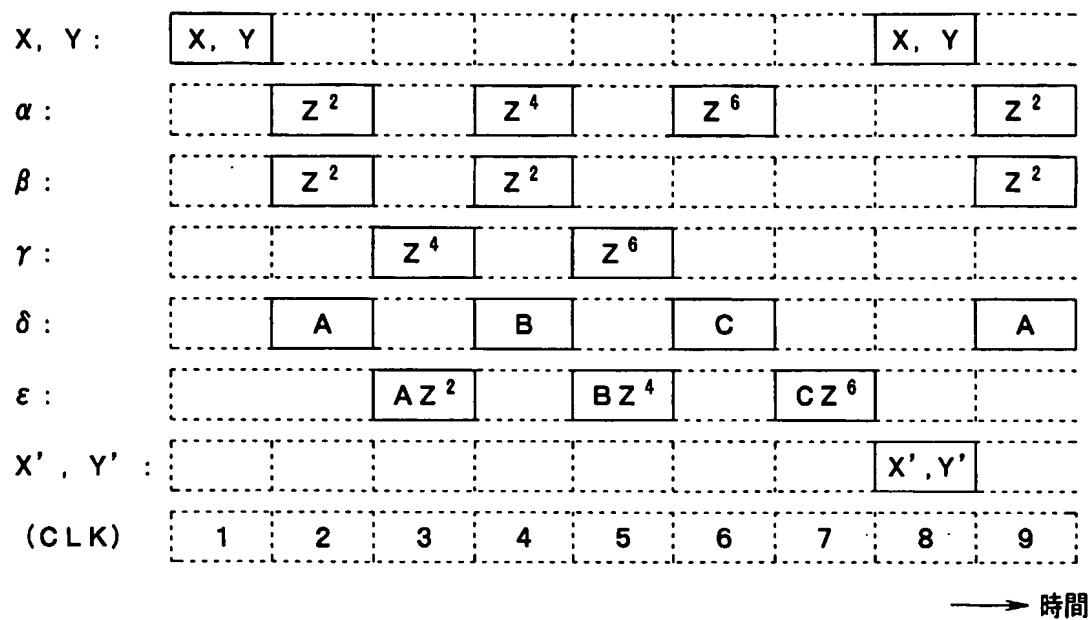 X, Y : X, Y X, Y
α : Z² Z⁴ Z⁶ Z²
β : Z² Z² Z²
γ : Z⁴ Z⁶
δ : A B C A
ε : AZ² BZ⁴ CZ⁶
X', Y' : X', Y'
(CLK) 1 2 3 4 5 6 7 8 9
時間